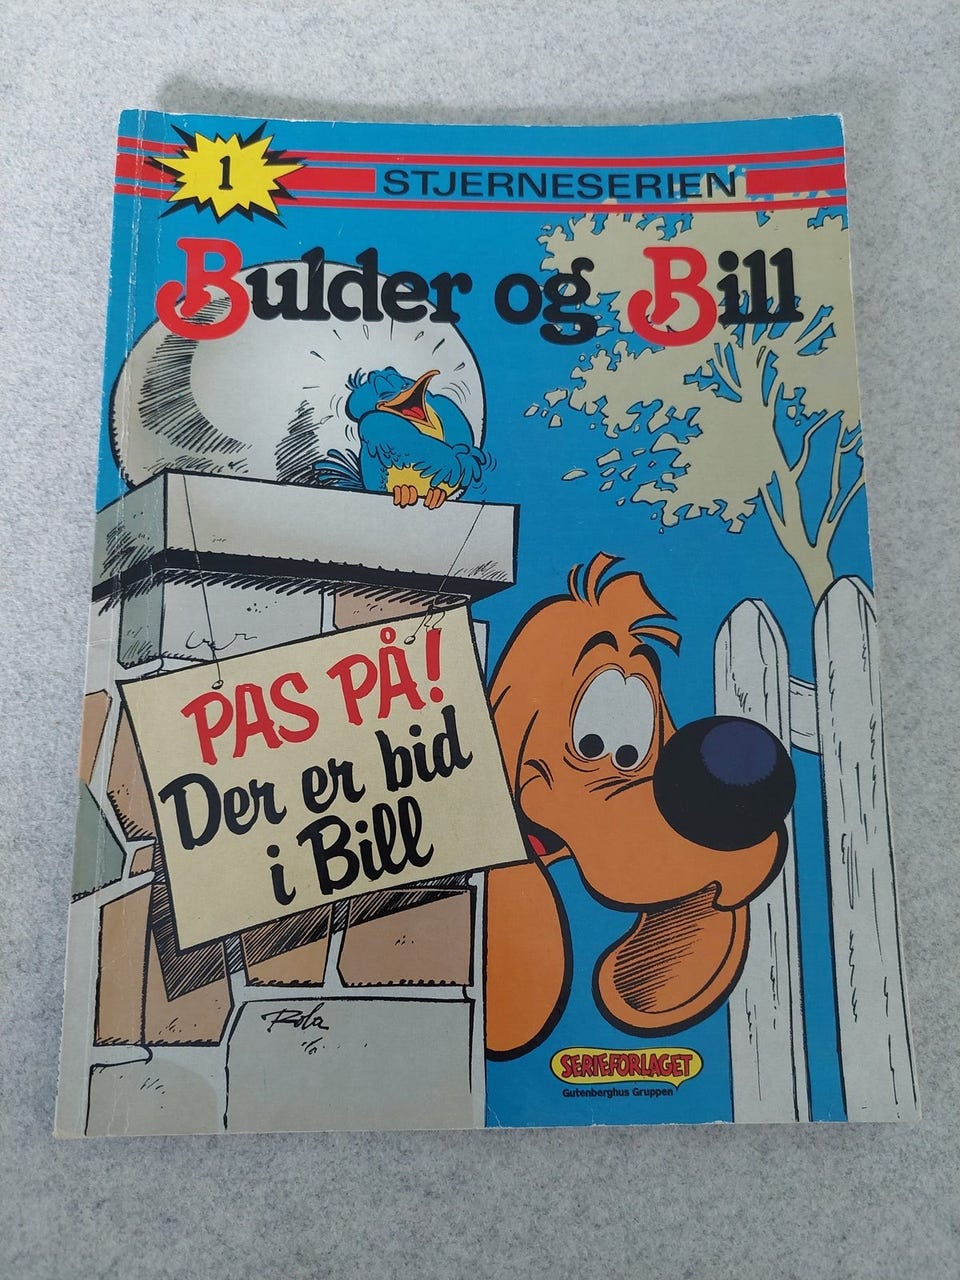 1
STJERNESERIEN
Bulder og Bill
PAS PÅ!
Der er bid
i Bill
Roba
SERIEFORLAGET
Gutenberghus Gruppen